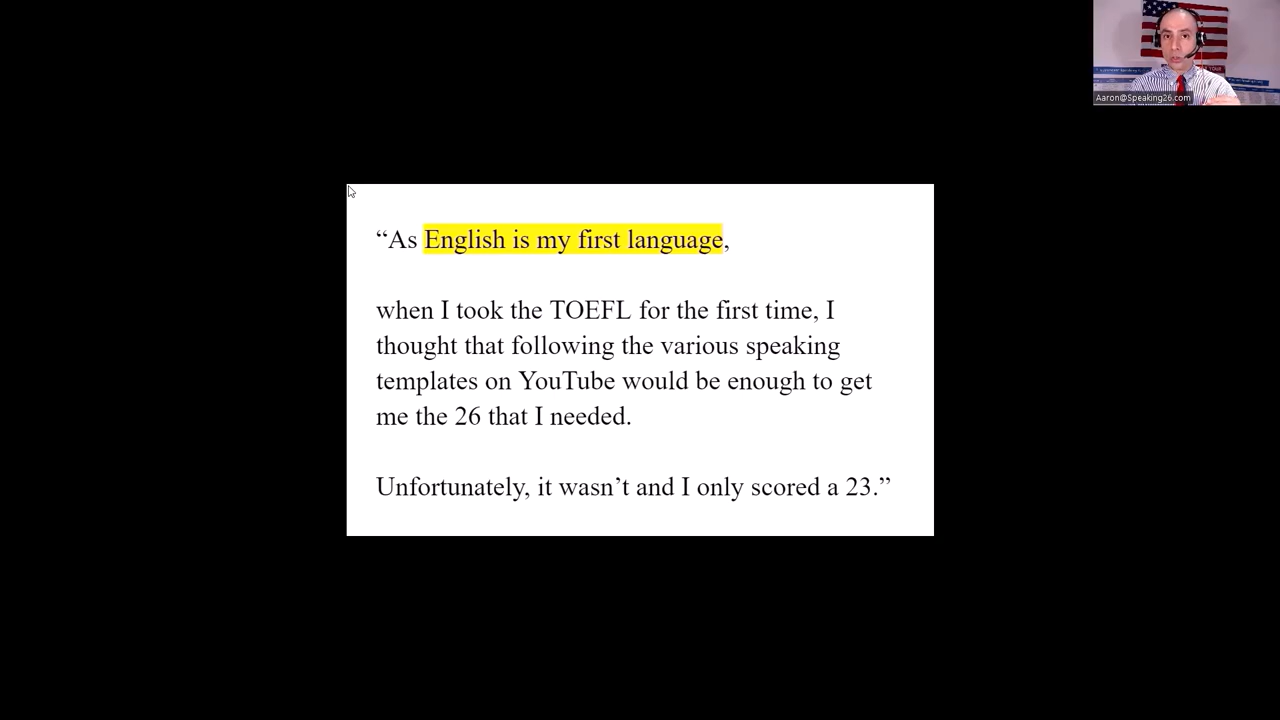 Aaron@Speaking26.com
“As English is my first language,
when I took the TOEFL for the first time, I
thought that following the various speaking
templates on YouTube would be enough to get
me the 26 that I needed.
Unfortunately, it wasn’t and I only scored a 23.”